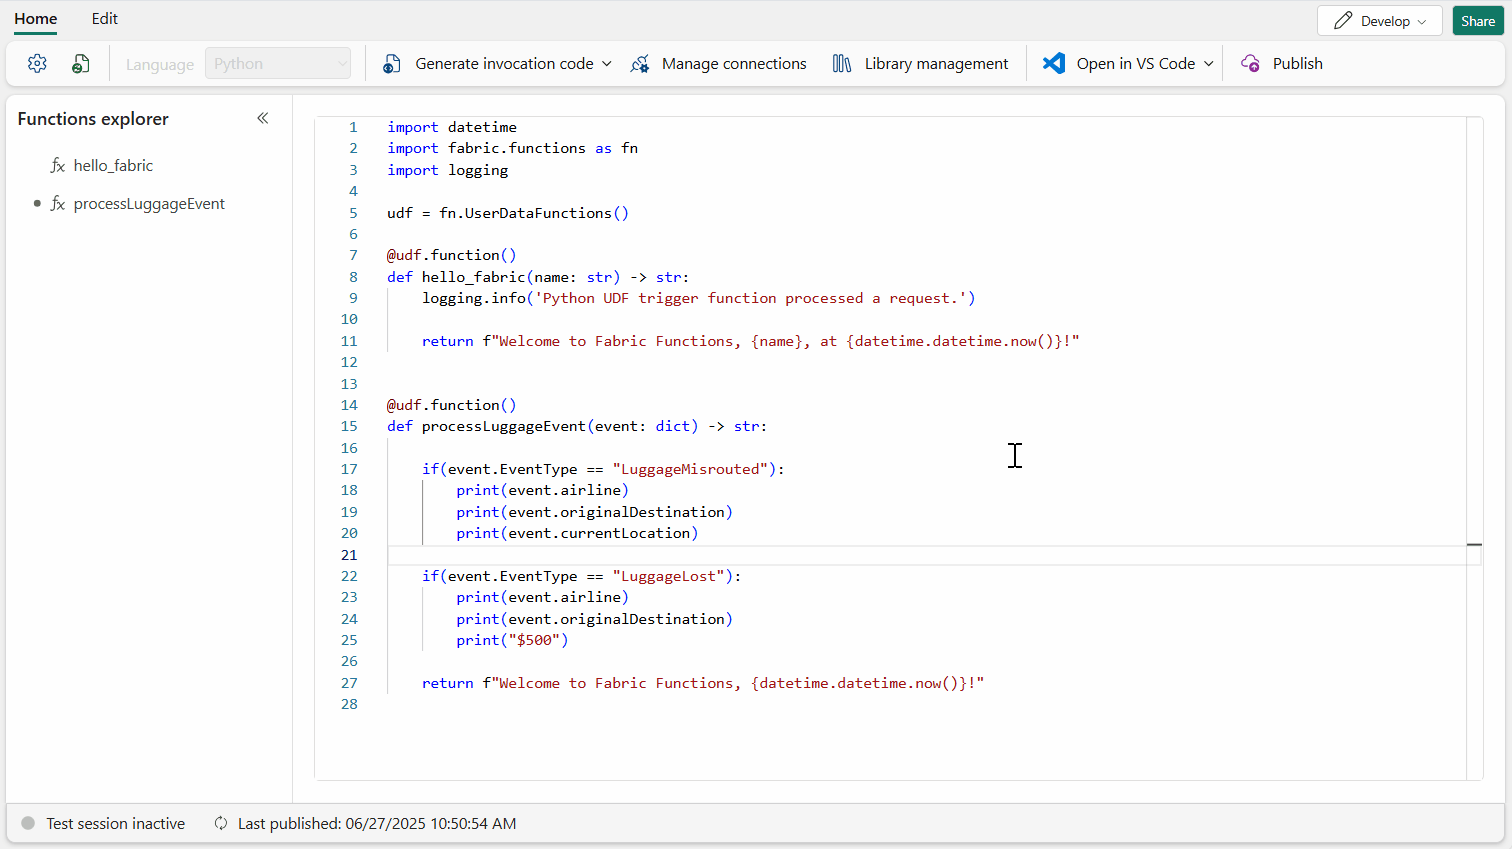 Home Edit Develop Share
Language Python Generate invocation code Manage connections Library management Open in VS Code Publish
Functions explorer
fx hello_fabric
fx processLuggageEvent
1 import datetime
2 import fabric.functions as fn
3 import logging
4
5 udf = fn.UserDataFunctions()
6
7 @udf.function()
8 def hello_fabric(name: str) -> str:
9 logging.info('Python UDF trigger function processed a request.')
10
11 return f"Welcome to Fabric Functions, {name}, at {datetime.datetime.now()}!"
12
13
14 @udf.function()
15 def processLuggageEvent(event: dict) -> str:
16
17 if(event.EventType == "LuggageMisrouted"):
18 print(event.airline)
19 print(event.originalDestination)
20 print(event.currentLocation)
21
22 if(event.EventType == "LuggageLost"):
23 print(event.airline)
24 print(event.originalDestination)
25 print("$500")
26
27 return f"Welcome to Fabric Functions, {datetime.datetime.now()}!"
28
Test session inactive Last published: 06/27/2025 10:50:54 AM